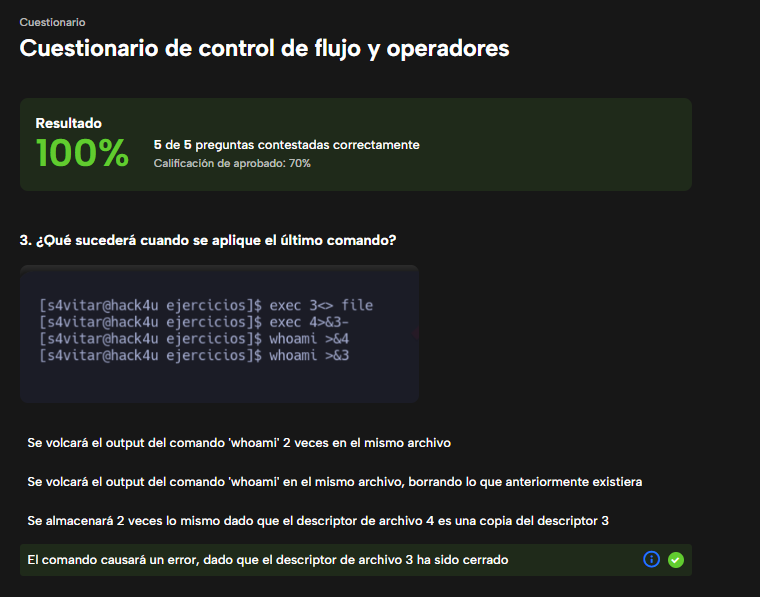 Cuestionario
Cuestionario de control de flujo y operadores
Resultado
100%
5 de 5 preguntas contestadas correctamente
Calificación de aprobado: 70%
3. ¿Qué sucederá cuando se aplique el último comando?
[s4vitar@hack4u ejercicios]$ exec 3<> file
[s4vitar@hack4u ejercicios]$ exec 4>&3-
[s4vitar@hack4u ejercicios]$ whoami >&4
[s4vitar@hack4u ejercicios]$ whoami >&3
Se volcará el output del comando 'whoami' 2 veces en el mismo archivo
Se volcará el output del comando 'whoami' en el mismo archivo, borrando lo que anteriormente existiera
Se almacenará 2 veces lo mismo dado que el descriptor de archivo 4 es una copia del descriptor 3
El comando causará un error, dado que el descriptor de archivo 3 ha sido cerrado